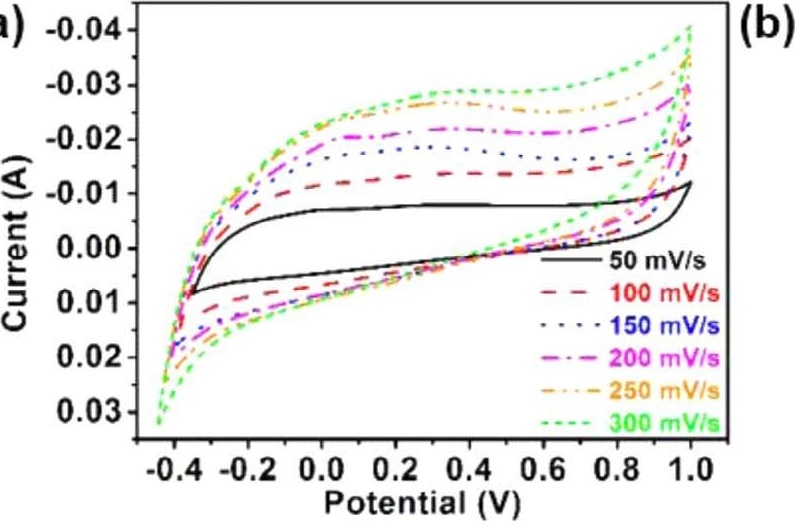 a)
(b)
-0.04
-0.03
-0.02
-0.01
0.00
0.01
0.02
0.03
Current (A)
50 mV/s
100 mV/s
150 mV/s
200 mV/s
250 mV/s
300 mV/s
-0.4 -0.2 0.0 0.2 0.4 0.6 0.8 1.0
Potential (V)